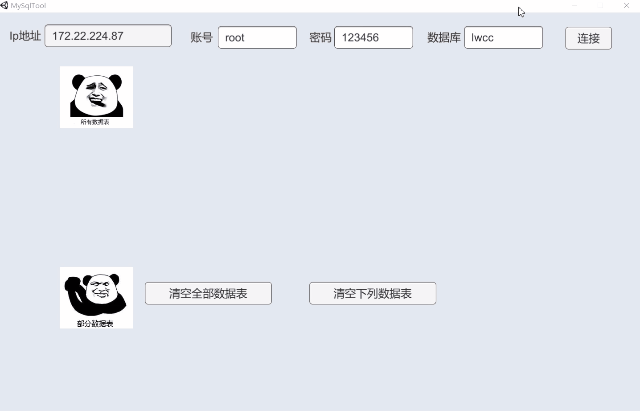 MySqlTool
Ip地址 172.22.224.87 账号 root 密码 123456 数据库 lwcc 连接
所有数据表
清空全部数据表 清空下列数据表
部分数据表